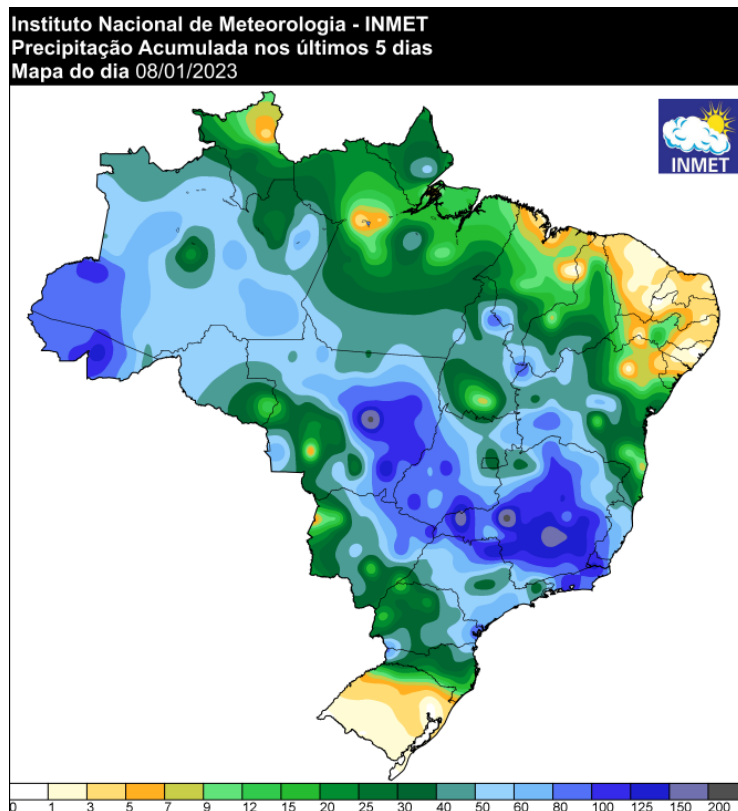 Instituto Nacional de Meteorologia - INMET
Precipitação Acumulada nos últimos 5 dias
Mapa do dia 08/01/2023
INMET
0 1 3 5 7 9 12 15 20 25 30 40 50 60 80 100 125 150 200